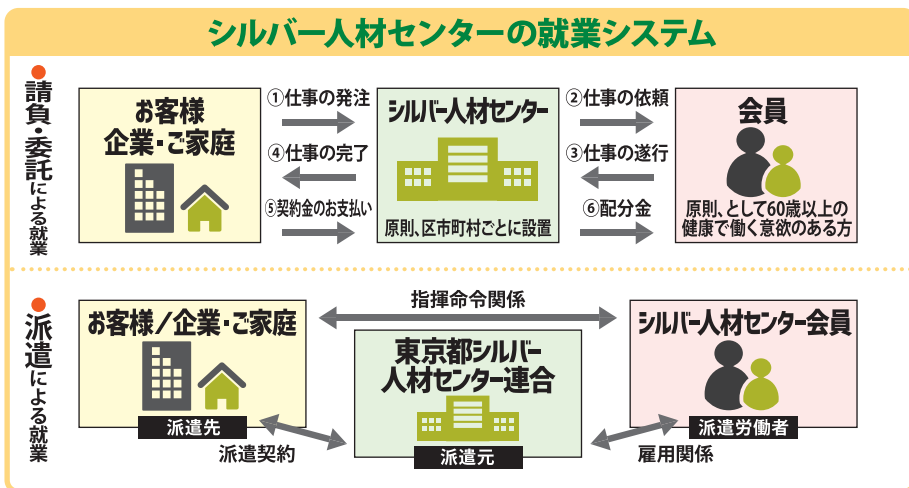 シルバー人材センターの就業システム
●請負・委託による就業
お客様
企業・ご家庭
①仕事の発注
④仕事の完了
⑤契約金のお支払い
シルバー人材センター
原則、区市町村ごとに設置
②仕事の依頼
③仕事の遂行
⑥配分金
会員
原則、として60歳以上の
健康で働く意欲のある方
●派遣による就業
お客様/企業・ご家庭
派遣先
指揮命令関係
東京都シルバー
人材センター連合
派遣元
シルバー人材センター会員
派遣労働者
派遣契約
雇用関係